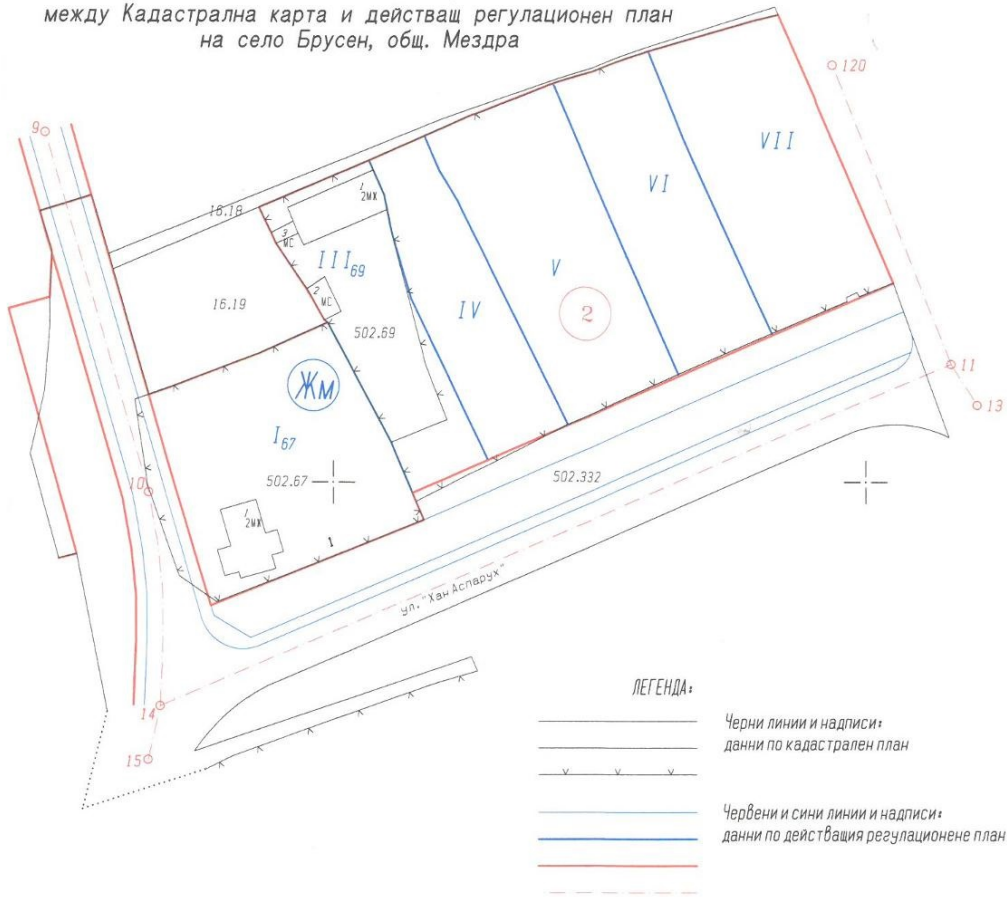 между Кадастрална карта и действащ регулационен план
на село Брусен, общ. Мездра
120
9
VII
VI
1
2МЖ
16.18
3
МС
III69
V
2
МС
16.19
IV
2
502.69
11
Жм
13
I67
502.67
502.332
10
1
2МЖ
1
ул. "Хан Аспарух"
14
15
ЛЕГЕНДА:
Черни линии и надписи:
данни по кадастрален план
Червени и сини линии и надписи:
данни по действащия регулационене план